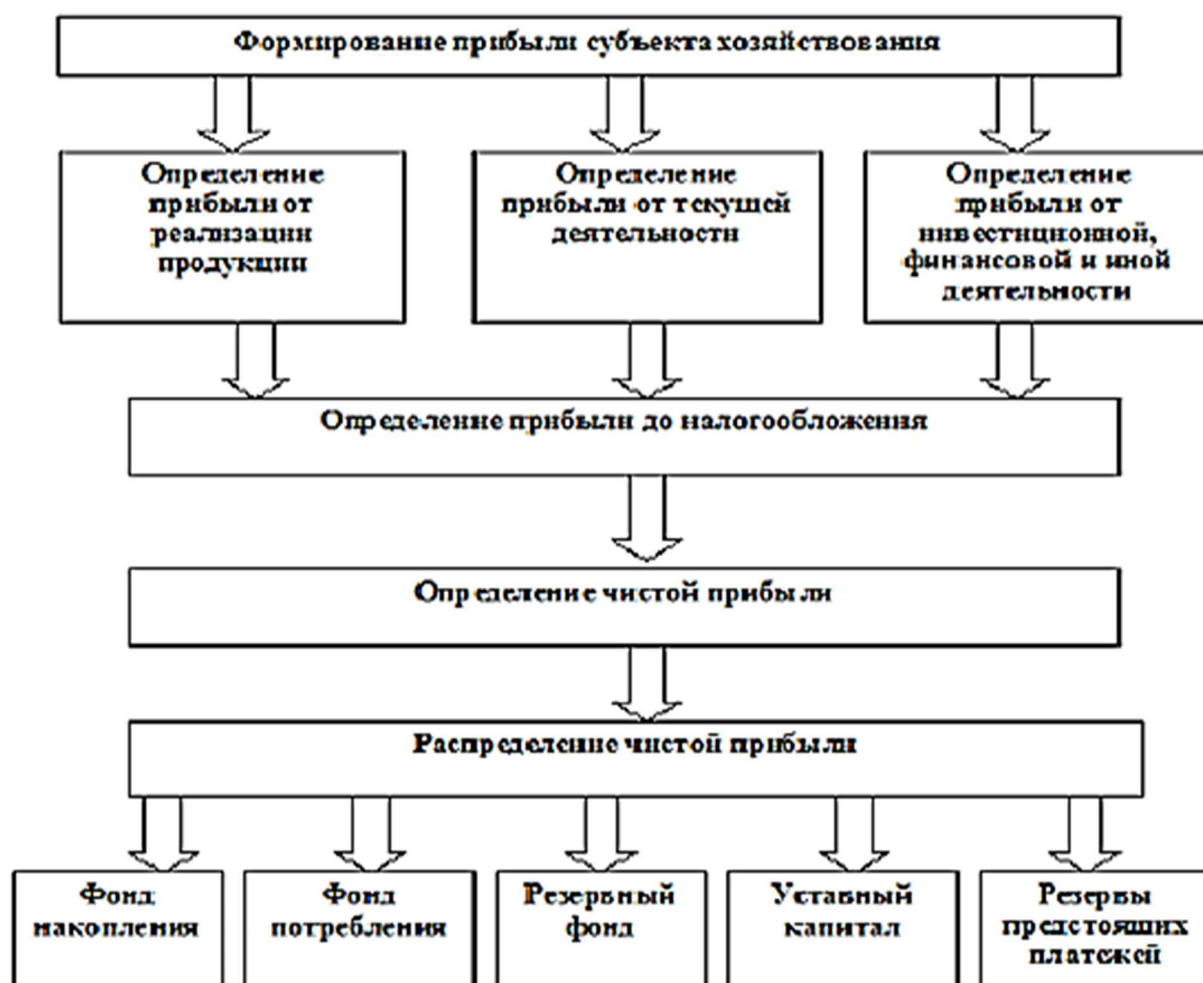 Формирование прибыли субъекта хозяйствования
Определение
прибыли от
реализации
продукции
Определение
прибыли от текущей
деятельности
Определение
прибыли от
инвестиционной,
финансовой и иной
деятельности
Определение прибыли до налогообложения
Определение чистой прибыли
Распределение чистой прибыли
Фонд
накопления
Фонд
потребления
Резервный
фонд
Уставный
капитал
Резервы
предстоящих
платежей